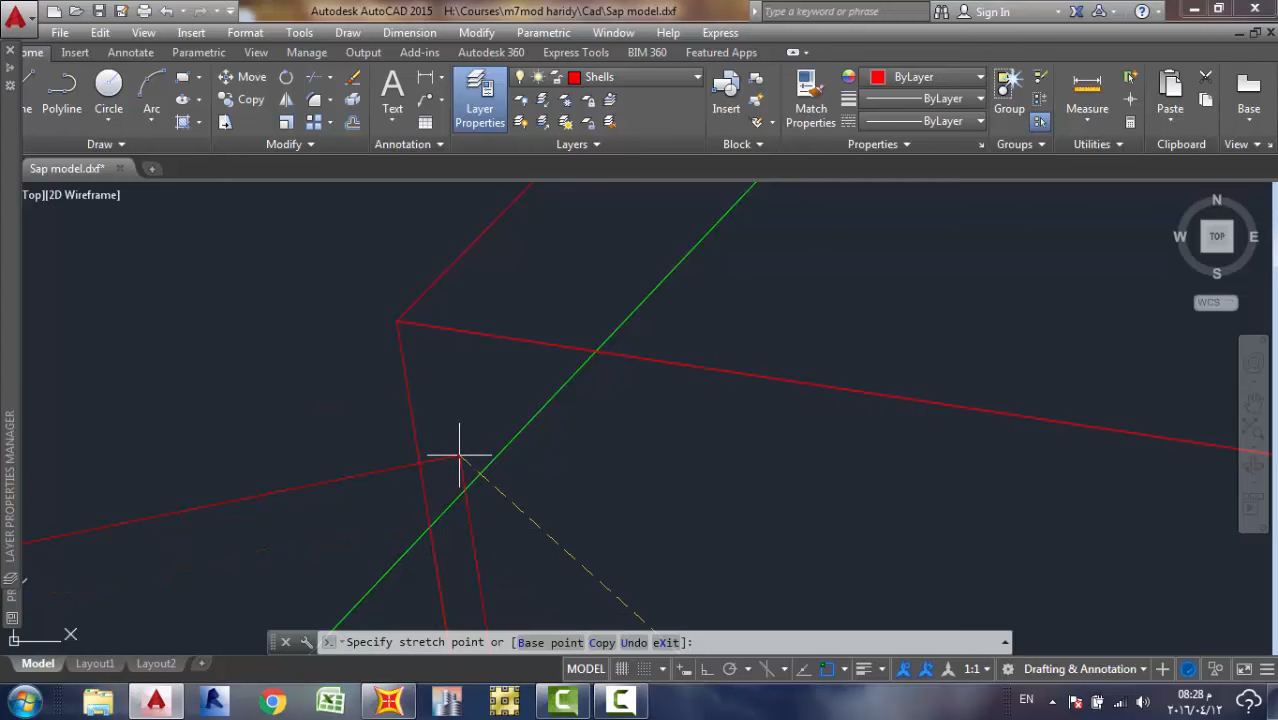 Autodesk AutoCAD 2015 H:\Courses\m7mod haridy\Cad\Sap model.dxf
Type a keyword or phrase
Sign In
File Edit View Insert Format Tools Draw Dimension Modify Parametric Window Help Express
ome Insert Annotate Parametric View Manage Output Add-ins Autodesk 360 Express Tools BIM 360 Featured Apps
Move
Shells
ByLayer
Copy
ByLayer
ne Polyline Circle Arc
Text
Layer Properties
Insert
Match Properties
ByLayer
Group
Measure
Paste
Base
Draw Modify Annotation Layers Block Properties Groups Utilities Clipboard View
Sap model.dxf*
Top][2D Wireframe]
N
W TOP E
S
WCS
LAYER PROPERTIES MANAGER
PR
X
Specify stretch point or [Base point Copy Undo eXit]:
Model Layout1 Layout2
MODEL 1:1 Drafting & Annotation
EN
08:28 م
٢٠١٦/٠٤/١٢